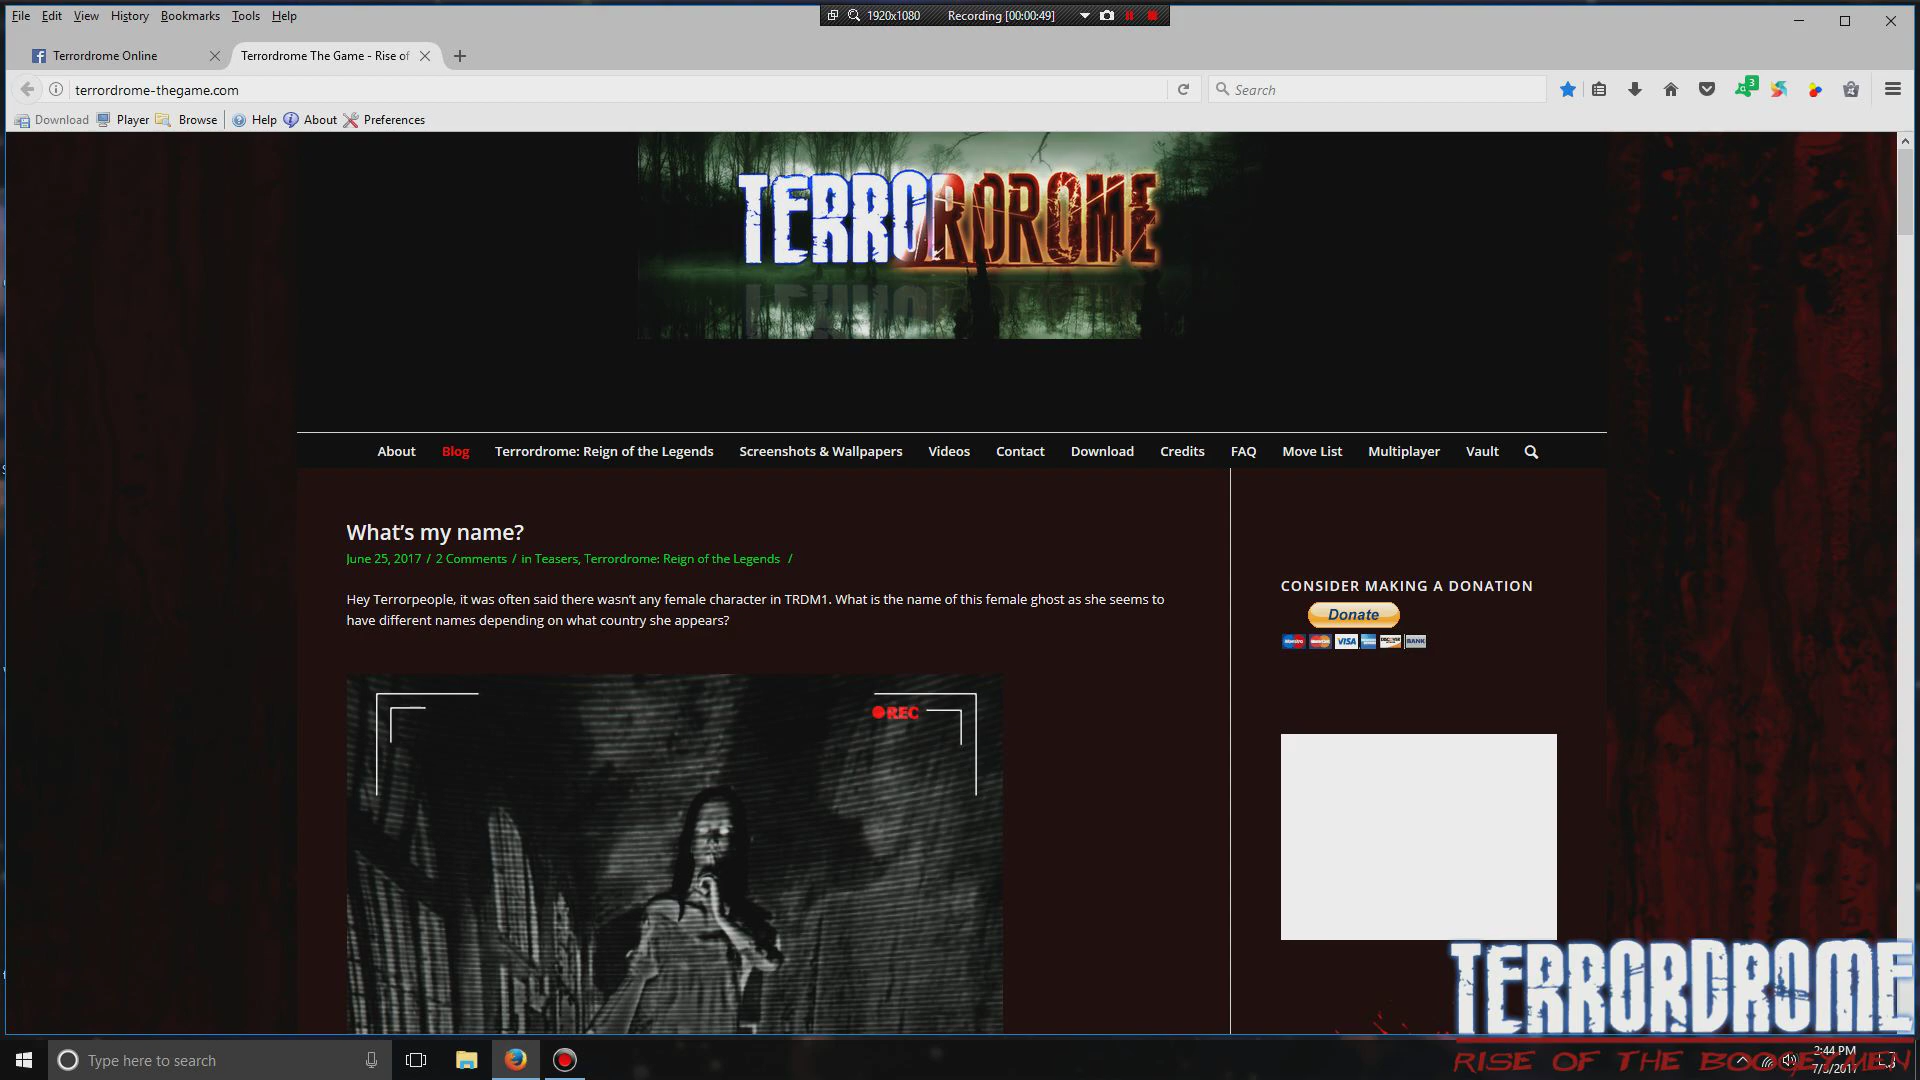 File Edit View History Bookmarks Tools Help
1920x1080 Recording [00:00:49]
Terrordrome Online
Terrordrome The Game - Rise of
terrordrome-thegame.com
Search
3
Download Player Browse Help About Preferences
TERRORDROME
About Blog Terrordrome: Reign of the Legends Screenshots & Wallpapers Videos Contact Download Credits FAQ Move List Multiplayer Vault
What's my name?
June 25, 2017 / 2 Comments / in Teasers, Terrordrome: Reign of the Legends /
Hey Terrorpeople, it was often said there wasn't any female character in TRDM1. What is the name of this female ghost as she seems to
have different names depending on what country she appears?
REC
CONSIDER MAKING A DONATION
Donate
Maestro MasterCard VISA DISCOVER BANK
TERRORDROME
RISE OF THE BOOGEYMEN
Type here to search
2:44 PM